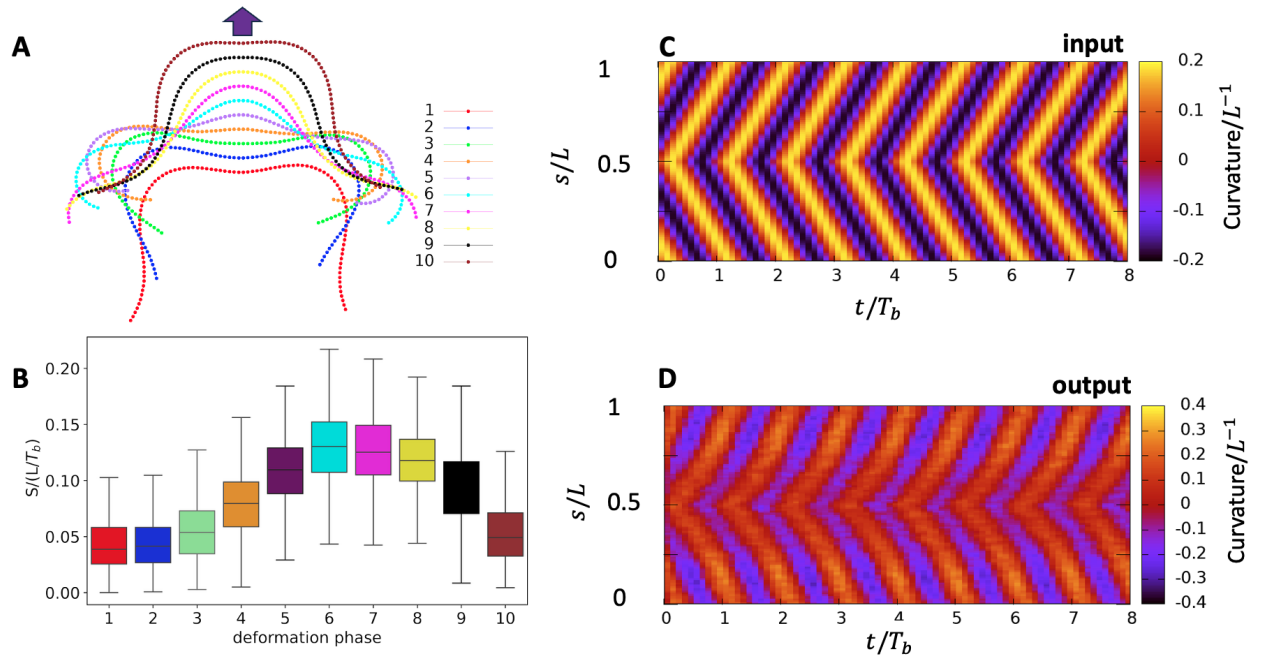 A
1
2
3
4
5
6
7
8
9
10
B
S/(L/T_b)
0.20
0.15
0.10
0.05
0.00
1 2 3 4 5 6 7 8 9 10
deformation phase
C
input
s/L
1
0.5
0
0 1 2 3 4 5 6 7 8
t/T_b
0.2
0.1
0
-0.1
-0.2
Curvature/L⁻¹
D
output
s/L
1
0.5
0
0 1 2 3 4 5 6 7 8
t/T_b
0.4
0.3
0.2
0.1
0
-0.1
-0.2
-0.3
-0.4
Curvature/L⁻¹